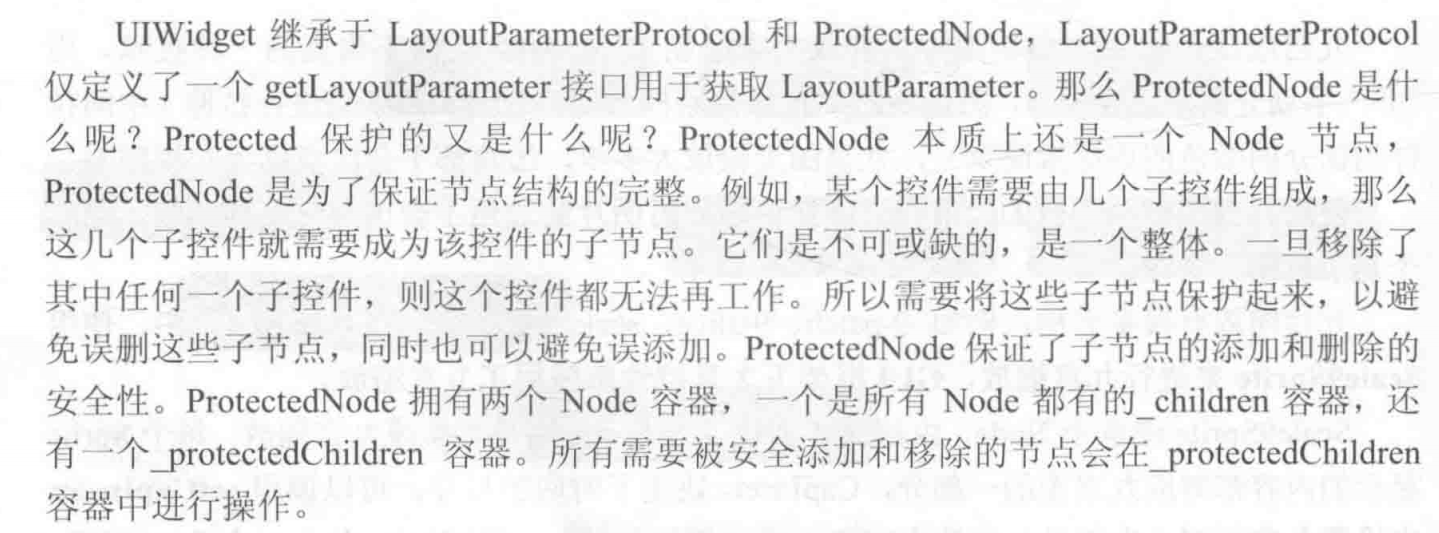 UIWidget 继承于 LayoutParameterProtocol 和 ProtectedNode，LayoutParameterProtocol
仅定义了一个 getLayoutParameter 接口用于获取 LayoutParameter。那么 ProtectedNode 是什
么呢？Protected 保护的又是什么呢？ProtectedNode 本质上还是一个 Node 节点，
ProtectedNode 是为了保证节点结构的完整。例如，某个控件需要由几个子控件组成，那么
这几个子控件就需要成为该控件的子节点。它们是不可或缺的，是一个整体。一旦移除了
其中任何一个子控件，则这个控件都无法再工作。所以需要将这些子节点保护起来，以避
免误删这些子节点，同时也可以避免误添加。ProtectedNode 保证了子节点的添加和删除的
安全性。ProtectedNode 拥有两个 Node 容器，一个是所有 Node 都有的_children 容器，还
有一个_protectedChildren 容器。所有需要被安全添加和移除的节点会在_protectedChildren
容器中进行操作。